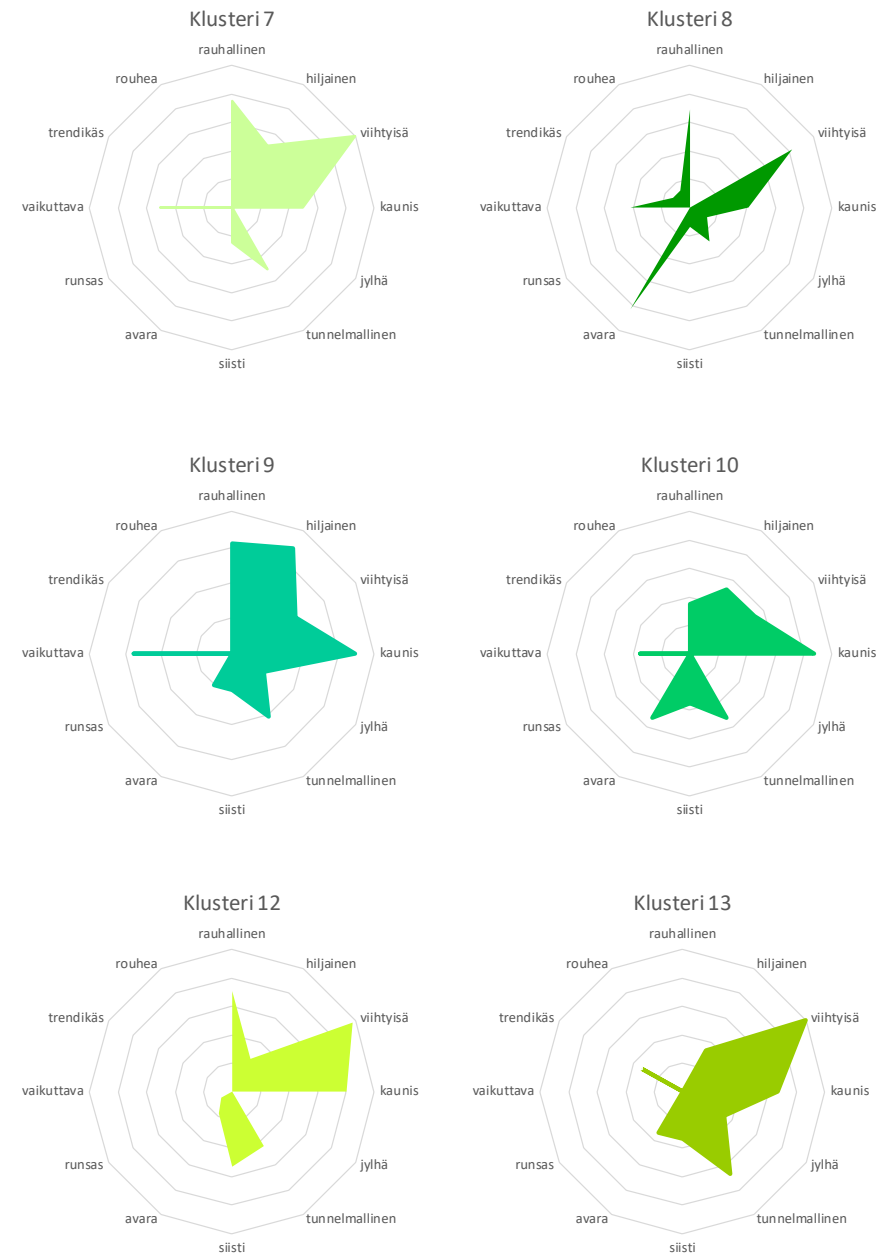 Klusteri 7
rauhallinen
hiljainen
viihtyisä
kaunis
jylhä
tunnelmallinen
siisti
avara
runsas
vaikuttava
trendikäs
rouhea
Klusteri 8
rauhallinen
hiljainen
viihtyisä
kaunis
jylhä
tunnelmallinen
siisti
avara
runsas
vaikuttava
trendikäs
rouhea
Klusteri 9
rauhallinen
hiljainen
viihtyisä
kaunis
jylhä
tunnelmallinen
siisti
avara
runsas
vaikuttava
trendikäs
rouhea
Klusteri 10
rauhallinen
hiljainen
viihtyisä
kaunis
jylhä
tunnelmallinen
siisti
avara
runsas
vaikuttava
trendikäs
rouhea
Klusteri 12
rauhallinen
hiljainen
viihtyisä
kaunis
jylhä
tunnelmallinen
siisti
avara
runsas
vaikuttava
trendikäs
rouhea
Klusteri 13
rauhallinen
hiljainen
viihtyisä
kaunis
jylhä
tunnelmallinen
siisti
avara
runsas
vaikuttava
trendikäs
rouhea